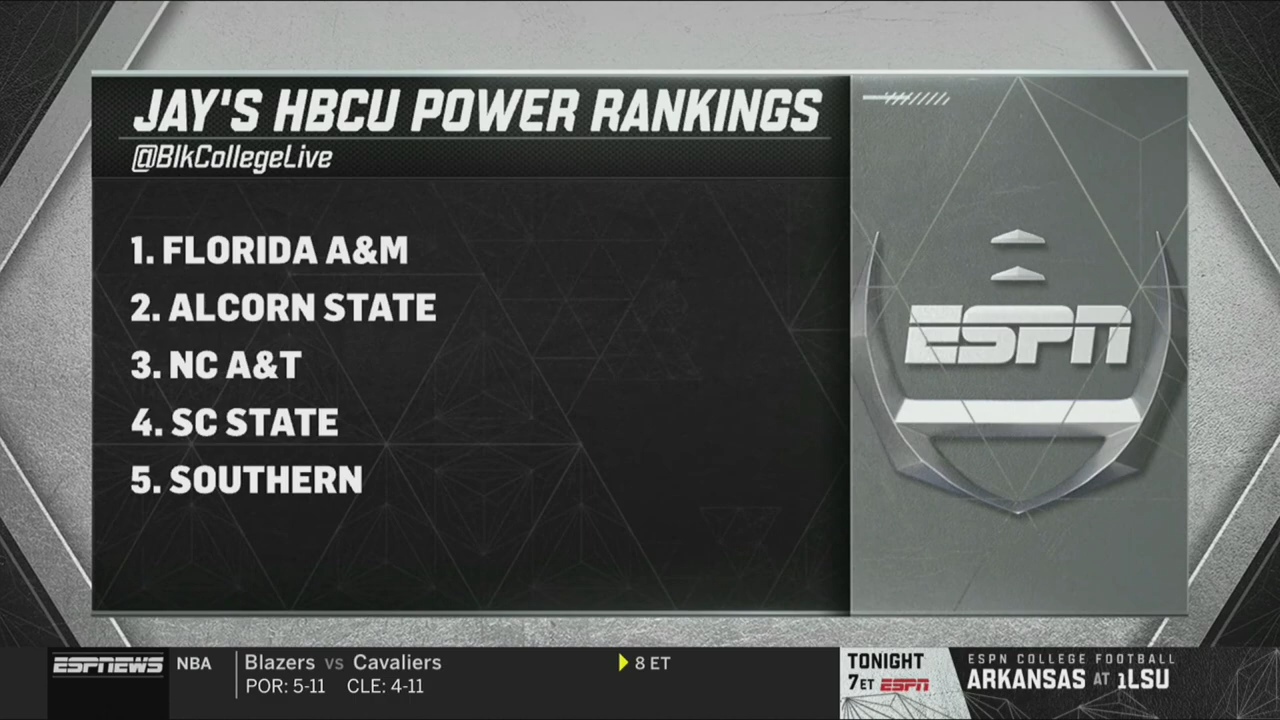 JAY'S HBCU POWER RANKINGS
@BlkCollegeLive
1. FLORIDA A&M
2. ALCORN STATE
3. NC A&T
4. SC STATE
5. SOUTHERN
ESPN
ESPNEWS
NBA
Blazers vs Cavaliers
8 ET
POR: 5-11 CLE: 4-11
TONIGHT
7ET ESPN
ESPN COLLEGE FOOTBALL
ARKANSAS AT 1LSU